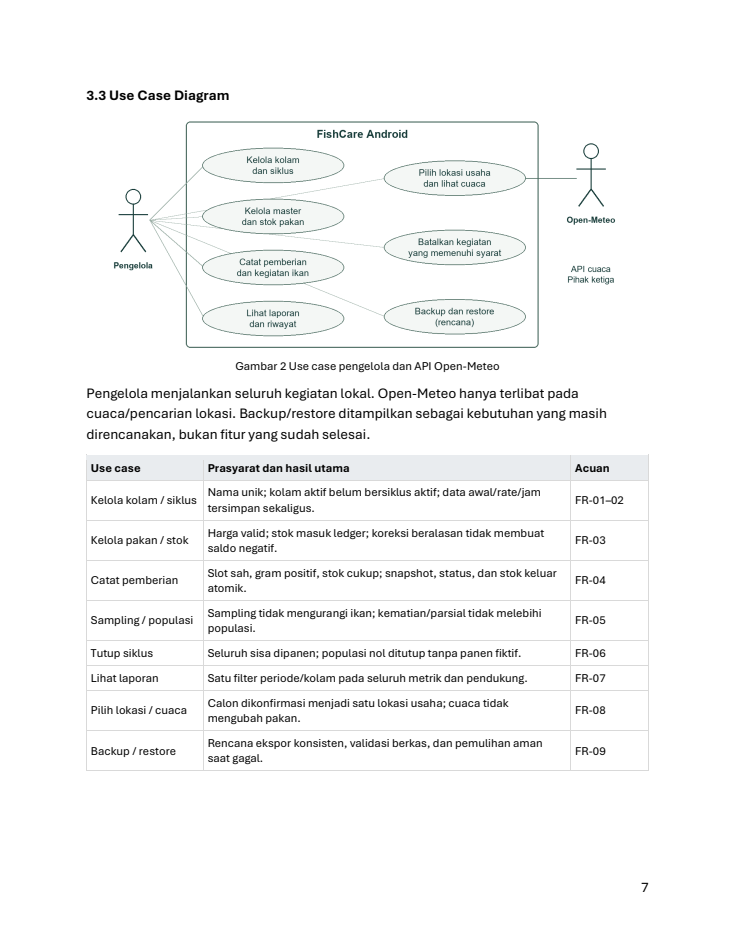 3.3 Use Case Diagram
FishCare Android
Kelola kolam
dan siklus
Pilih lokasi usaha
dan lihat cuaca
Kelola master
dan stok pakan
Open-Meteo
Batalkan kegiatan
yang memenuhi syarat
Catat pemberian
dan kegiatan ikan
Pengelola
API cuaca
Pihak ketiga
Lihat laporan
dan riwayat
Backup dan restore
(rencana)
Gambar 2 Use case pengelola dan API Open-Meteo
Pengelola menjalankan seluruh kegiatan lokal. Open-Meteo hanya terlibat pada
cuaca/pencarian lokasi. Backup/restore ditampilkan sebagai kebutuhan yang masih
direncanakan, bukan fitur yang sudah selesai.
Use case Prasyarat dan hasil utama Acuan
Kelola kolam / siklus Nama unik; kolam aktif belum bersiklus aktif; data awal/rate/jam
tersimpan sekaligus. FR-01–02
Kelola pakan / stok Harga valid; stok masuk ledger; koreksi beralasan tidak membuat
saldo negatif. FR-03
Catat pemberian Slot sah, gram positif, stok cukup; snapshot, status, dan stok keluar
atomik. FR-04
Sampling / populasi Sampling tidak mengurangi ikan; kematian/parsial tidak melebihi
populasi. FR-05
Tutup siklus Seluruh sisa dipanen; populasi nol ditutup tanpa panen fiktif. FR-06
Lihat laporan Satu filter periode/kolam pada seluruh metrik dan pendukung. FR-07
Pilih lokasi / cuaca Calon dikonfirmasi menjadi satu lokasi usaha; cuaca tidak
mengubah pakan. FR-08
Backup / restore Rencana ekspor konsisten, validasi berkas, dan pemulihan aman
saat gagal. FR-09
7